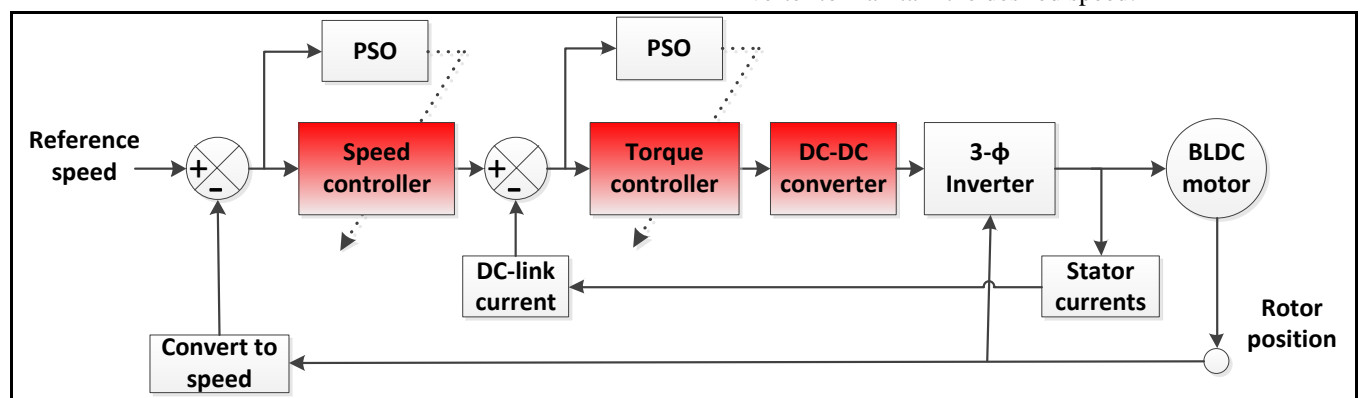 PSO
PSO
Reference
speed
+
-
Speed
controller
+
-
Torque
controller
DC-DC
converter
3-ϕ
Inverter
BLDC
motor
DC-link
current
Stator
currents
Rotor
position
Convert to
speed